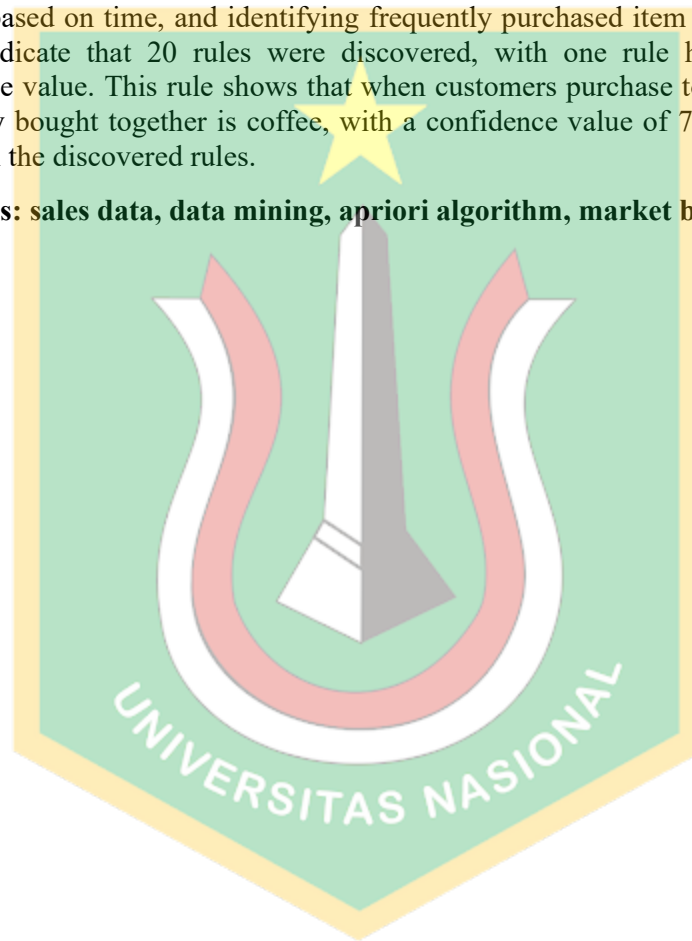 based on time, and identifying frequently purchased item
dicate that 20 rules were discovered, with one rule h
e value. This rule shows that when customers purchase t
y bought together is coffee, with a confidence value of 7
the discovered rules.
s: sales data, data mining, apriori algorithm, market b
UNIVERSITAS NASIONAL